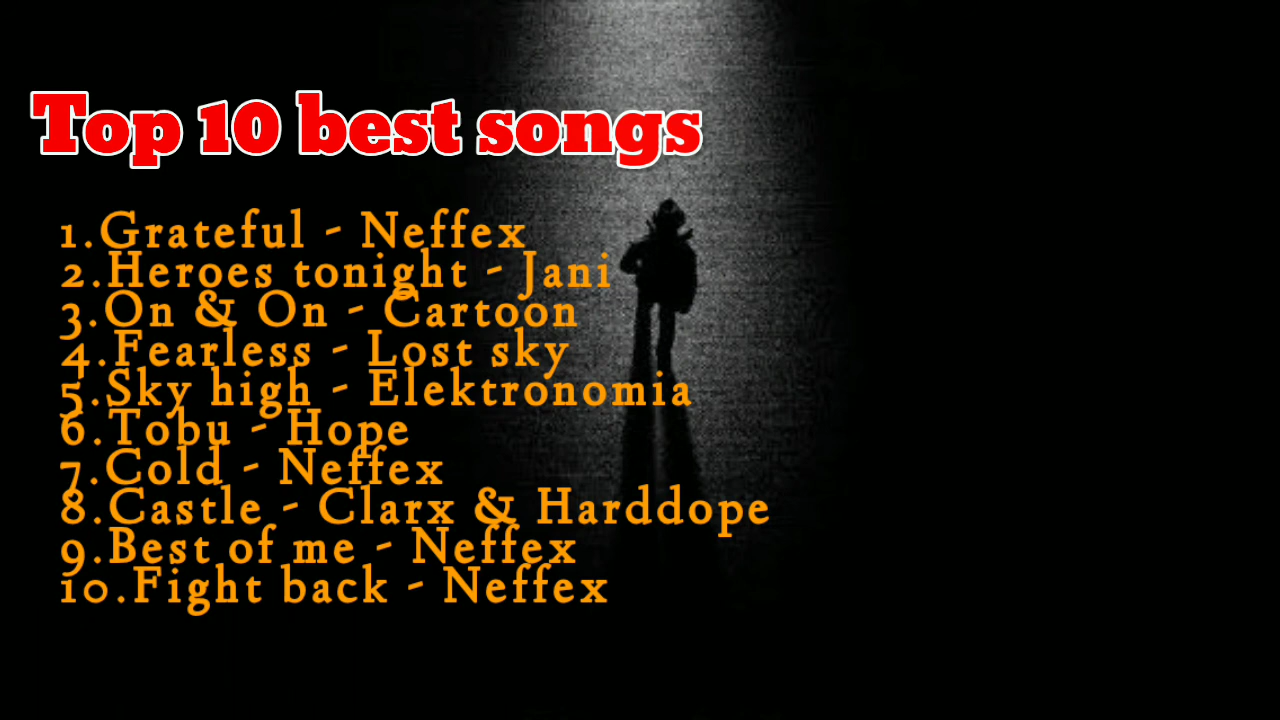 Top 10 best songs
1.Grateful - Neffex
2.Heroes tonight - Jani
3.On & On - Cartoon
4.Fearless - Lost sky
5.Sky high - Elektronomia
6.Tobu - Hope
7.Cold - Neffex
8.Castle - Clarx & Harddope
9.Best of me - Neffex
10.Fight back - Neffex